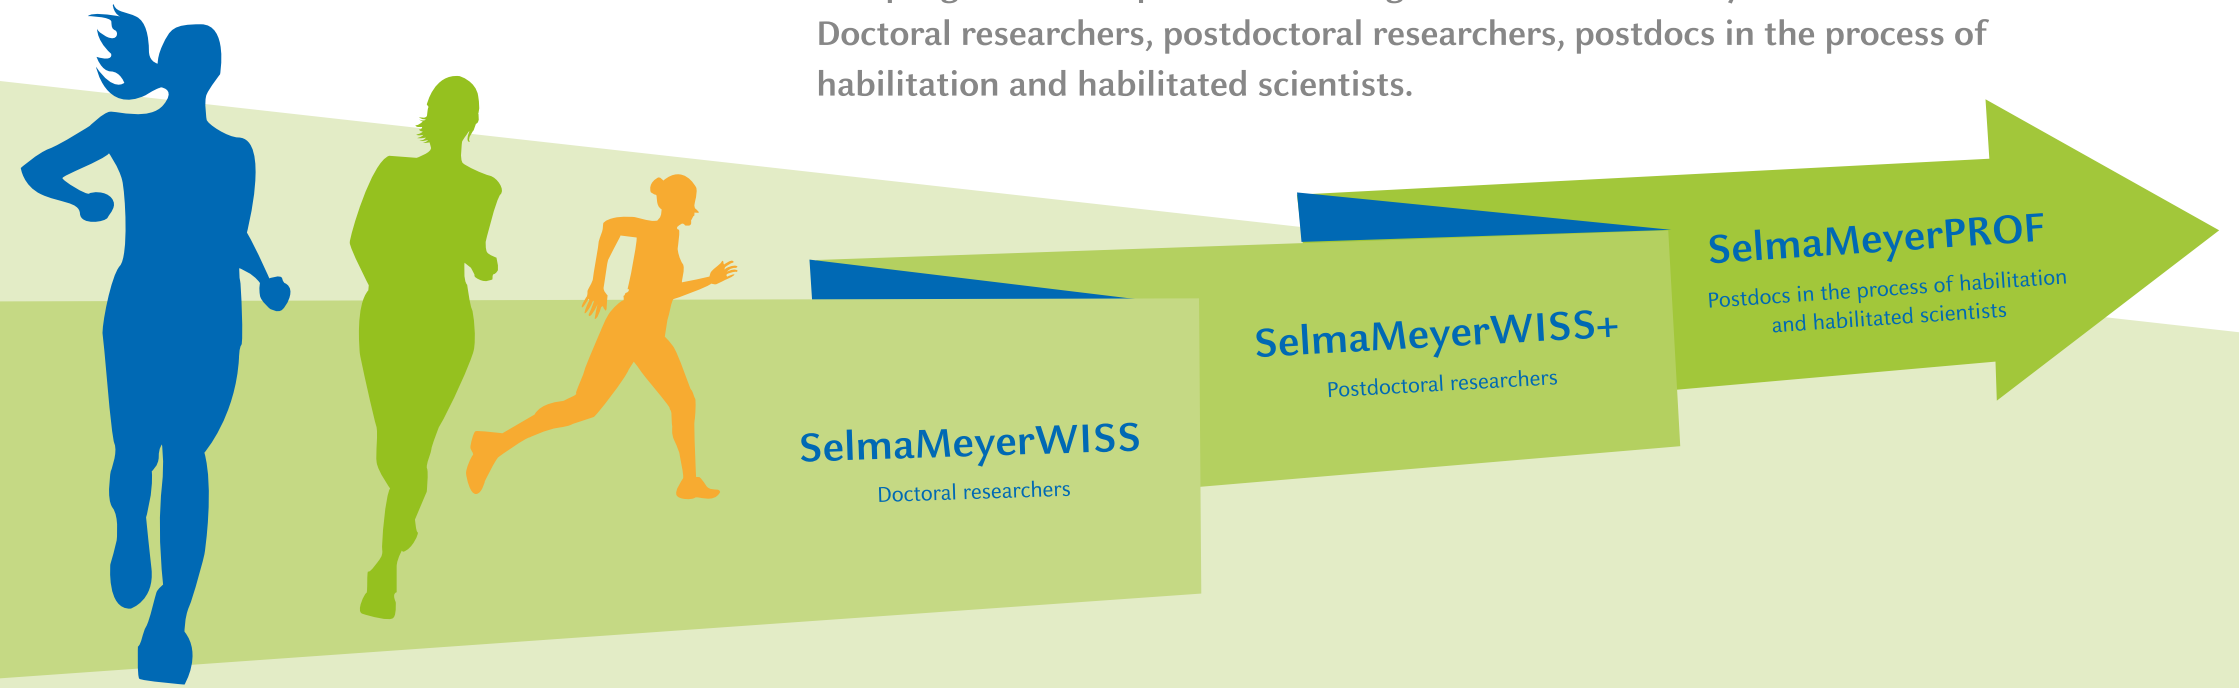 Doctoral researchers, postdoctoral researchers, postdocs in the process of
habilitation and habilitated scientists.
SelmaMeyerPROF
Postdocs in the process of habilitation
and habilitated scientists
SelmaMeyerWISS+
Postdoctoral researchers
SelmaMeyerWISS
Doctoral researchers